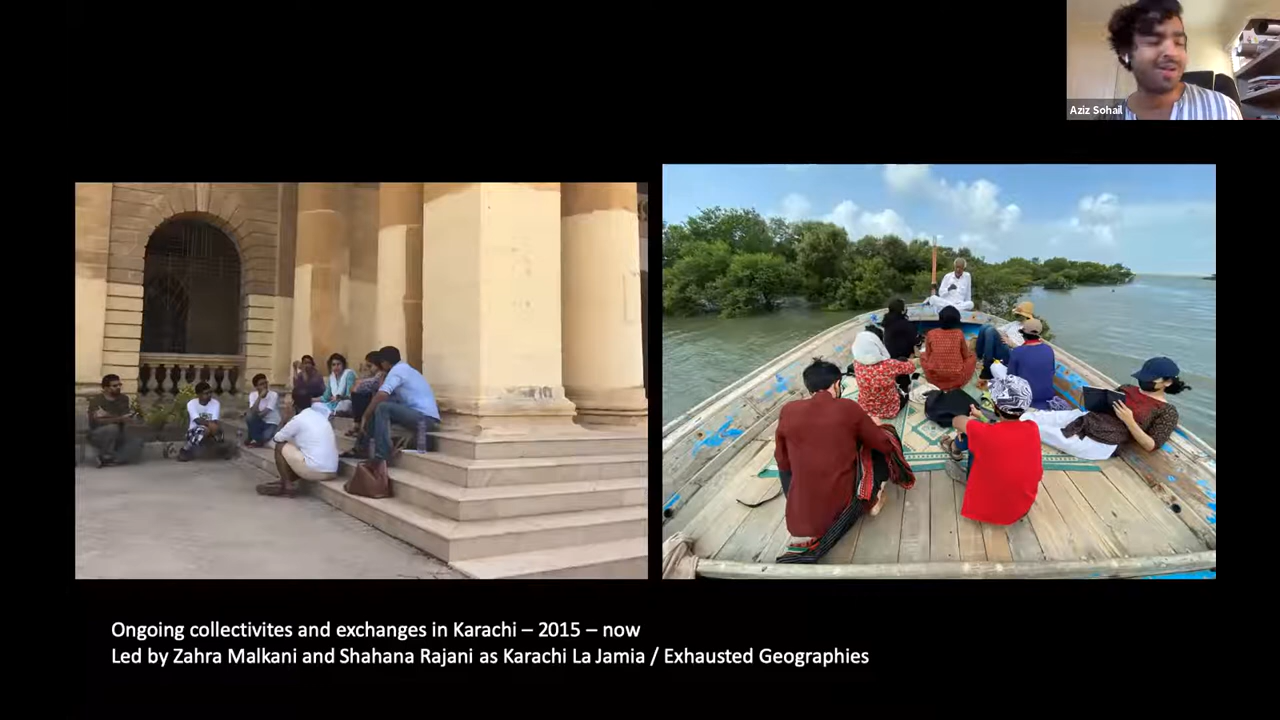 Aziz Sohail
Ongoing collectivites and exchanges in Karachi – 2015 – now
Led by Zahra Malkani and Shahana Rajani as Karachi La Jamia / Exhausted Geographies